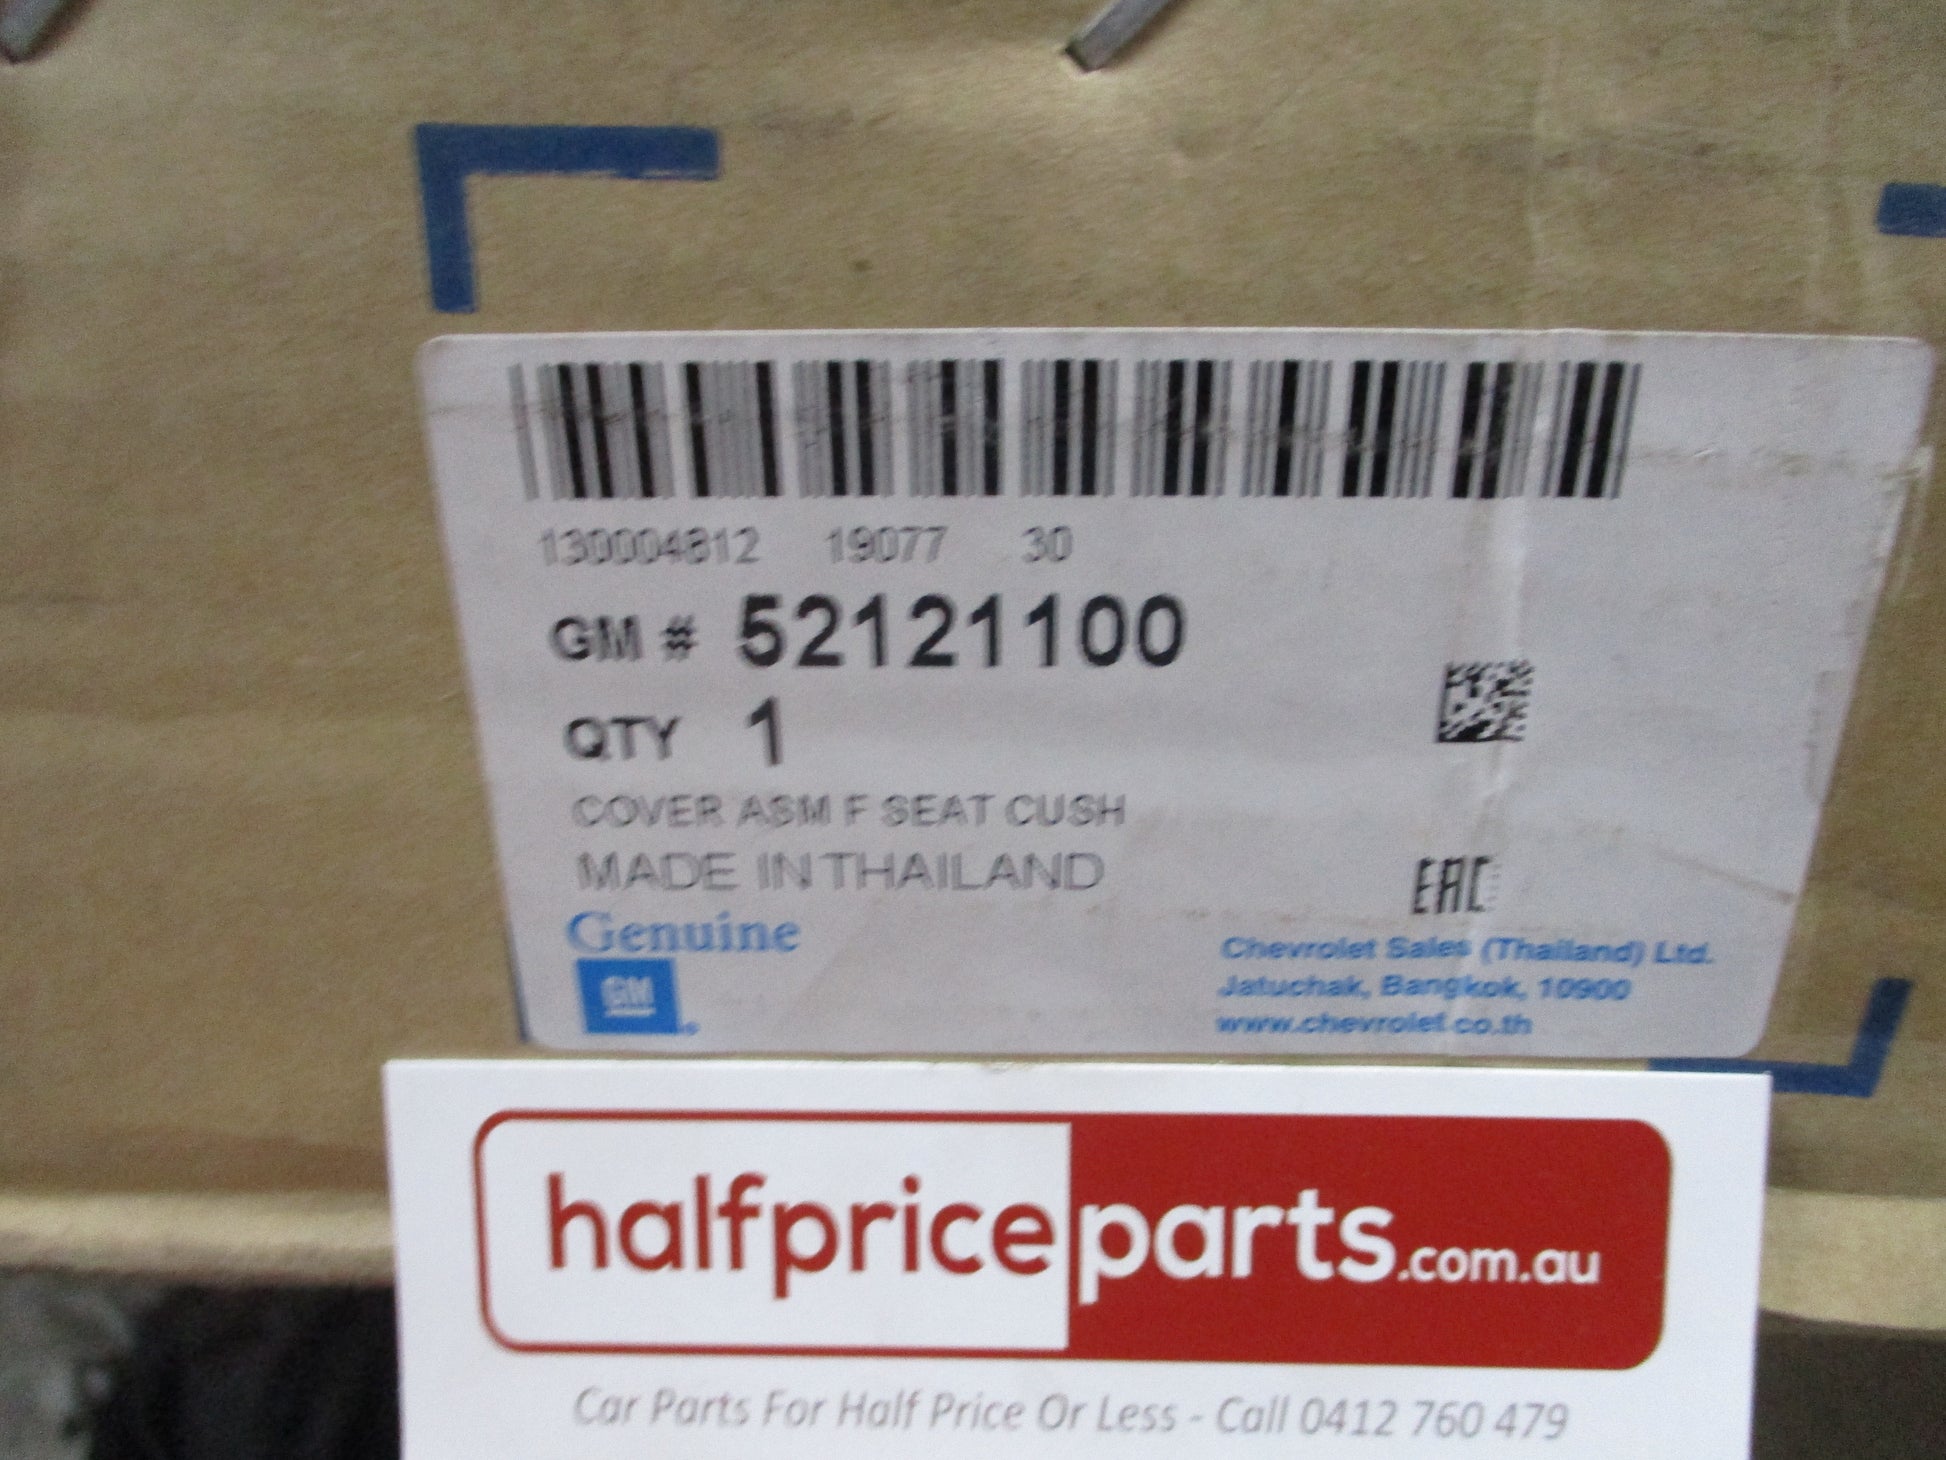 130004812 19077 30
GM # 52121100
QTY 1
COVER ASM F SEAT CUSH
MADE IN THAILAND
EAC
Genuine
GM
Chevrolet Sales (Thailand) Ltd.
Jatuchak, Bangkok, 10900
www.chevrolet.co.th
halfpriceparts.com.au
Car Parts For Half Price Or Less - Call 0412 760 479